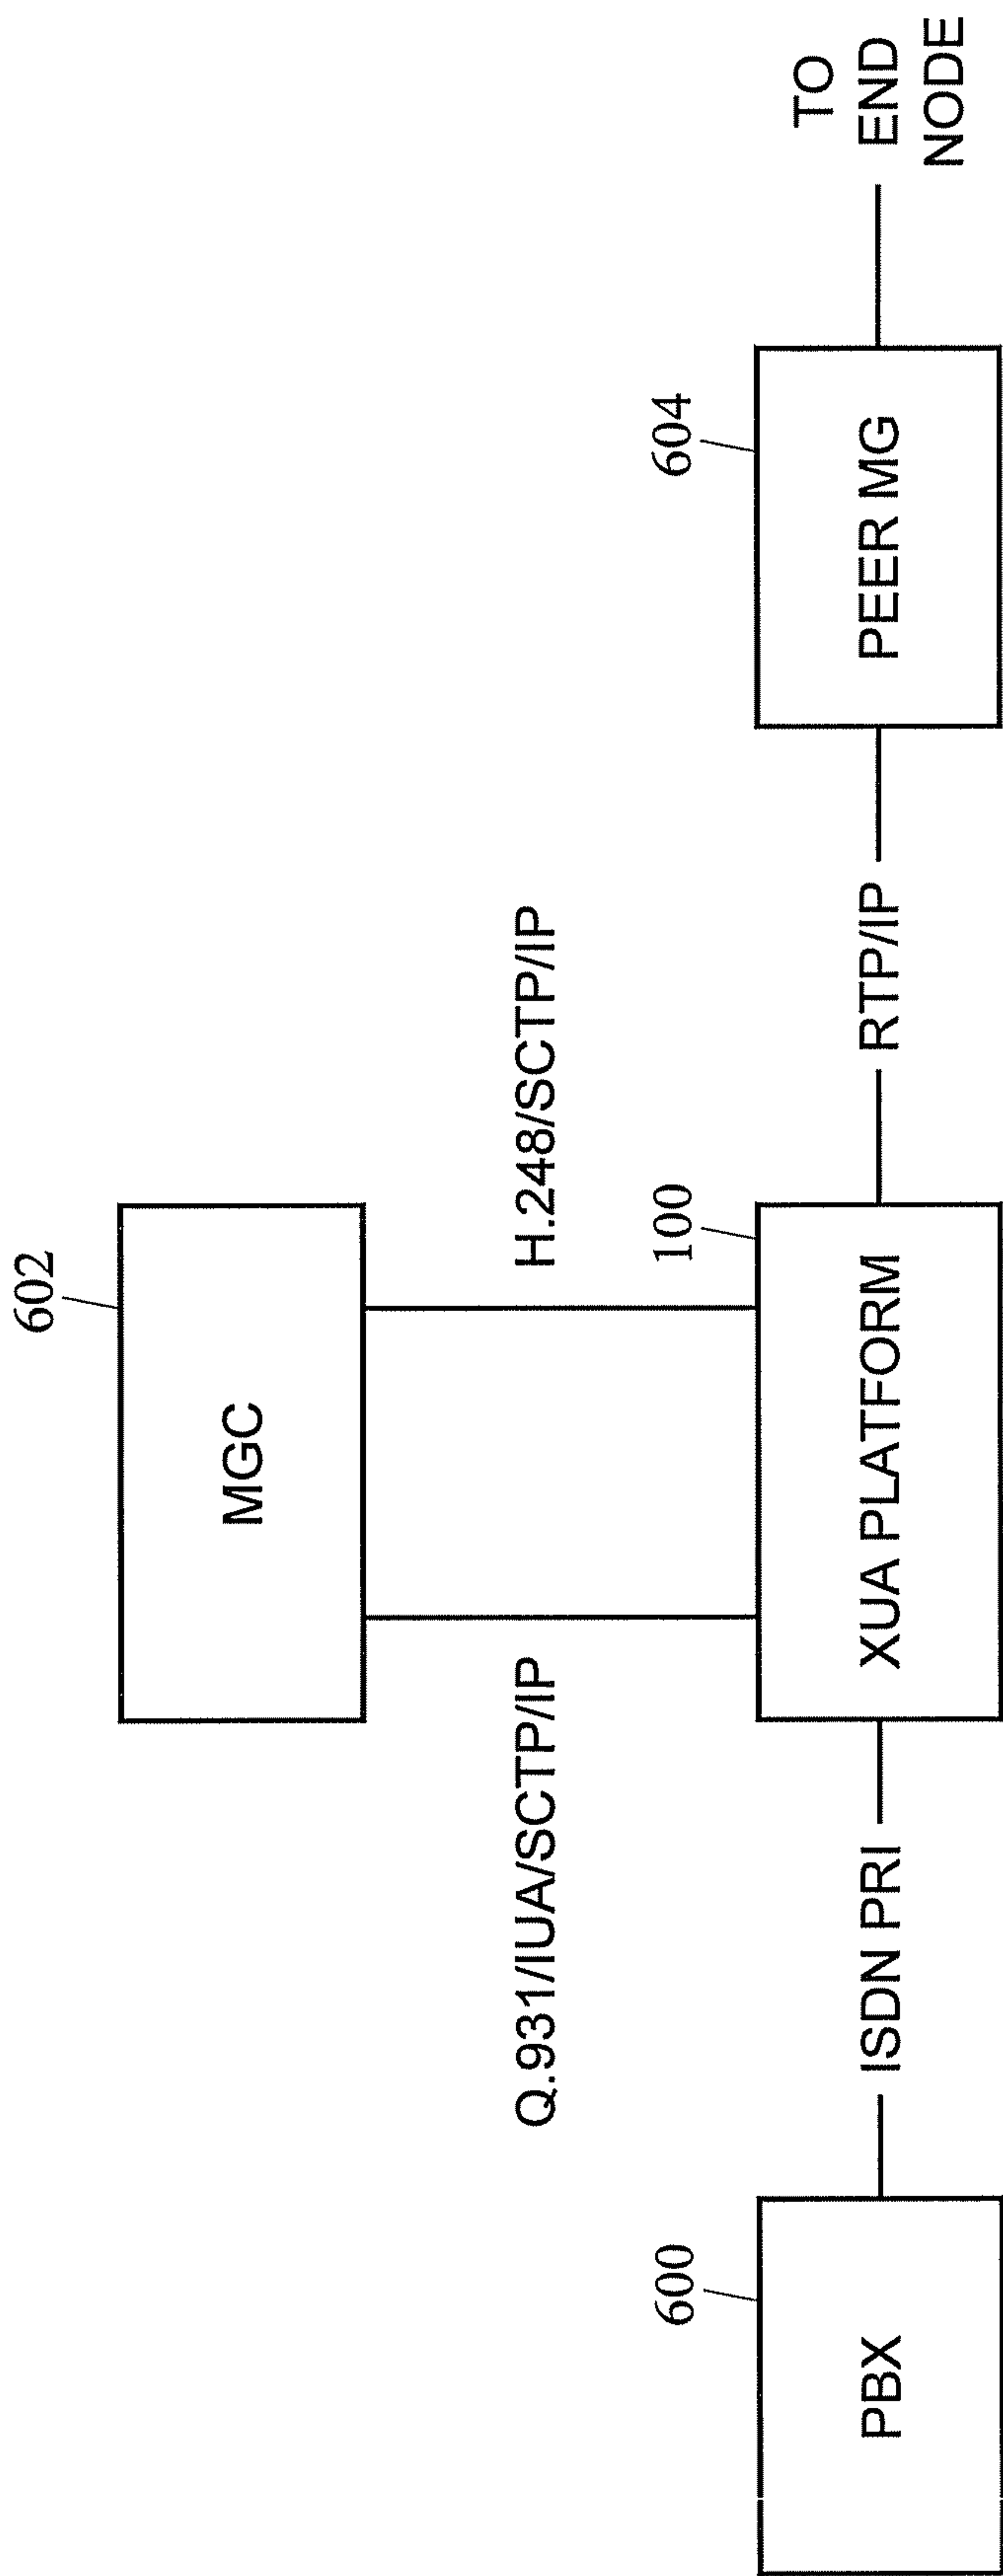 602
MGC
Q.931/IUA/SCTP/IP
H.248/SCTP/IP
600
PBX
ISDN PRI
100
XUA PLATFORM
RTP/IP
604
PEER MG
TO
END
NODE